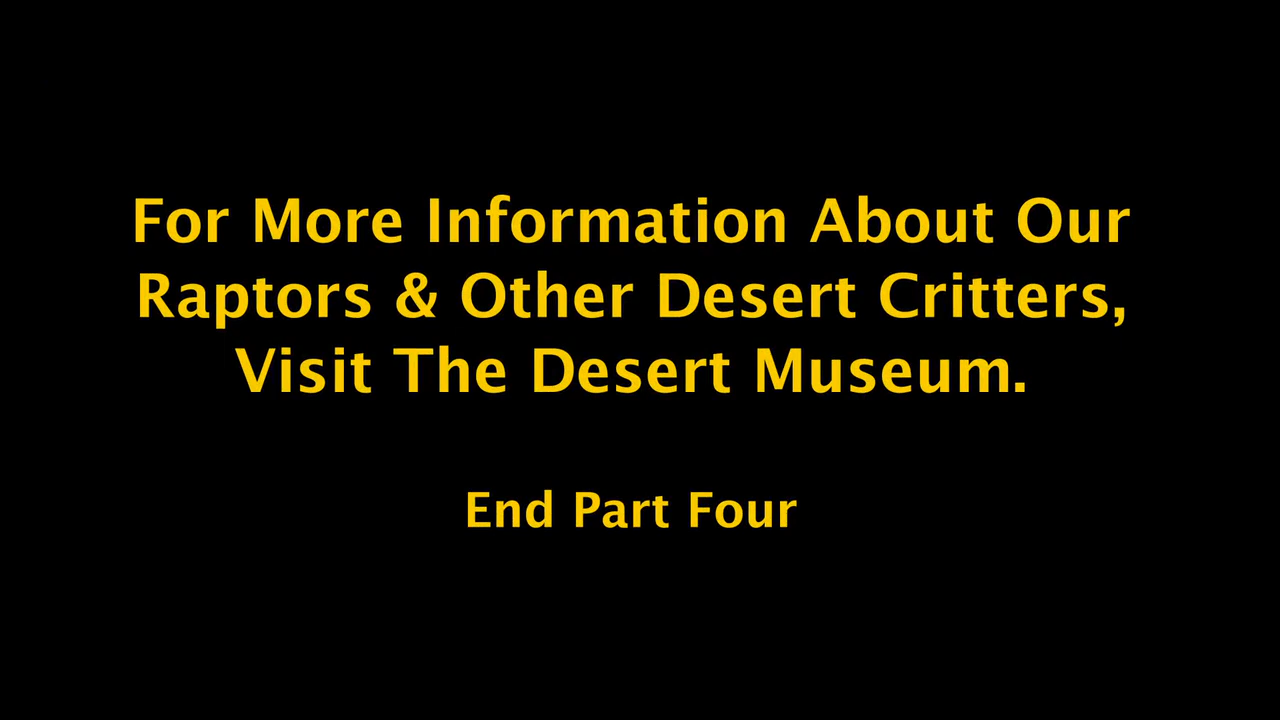 For More Information About Our
Raptors & Other Desert Critters,
Visit The Desert Museum.
End Part Four